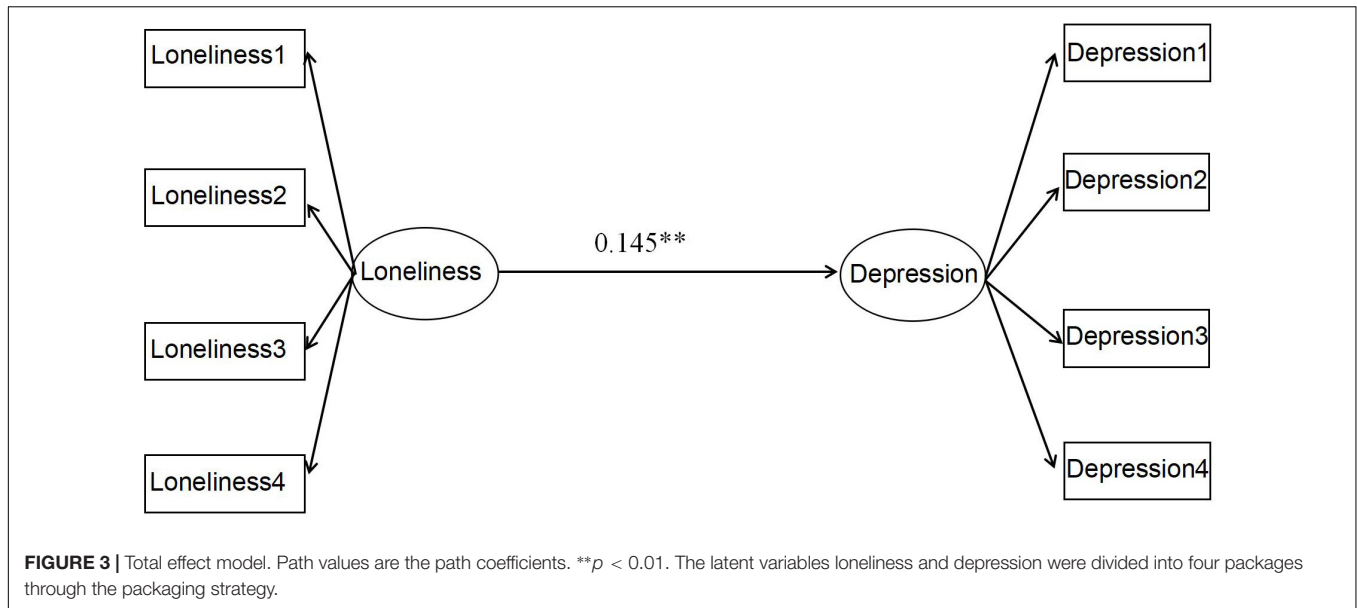 Loneliness1
Loneliness2
Loneliness3
Loneliness4
Loneliness
0.145**
Depression
Depression1
Depression2
Depression3
Depression4
FIGURE 3 | Total effect model. Path values are the path coefficients. **p < 0.01. The latent variables loneliness and depression were divided into four packages
through the packaging strategy.